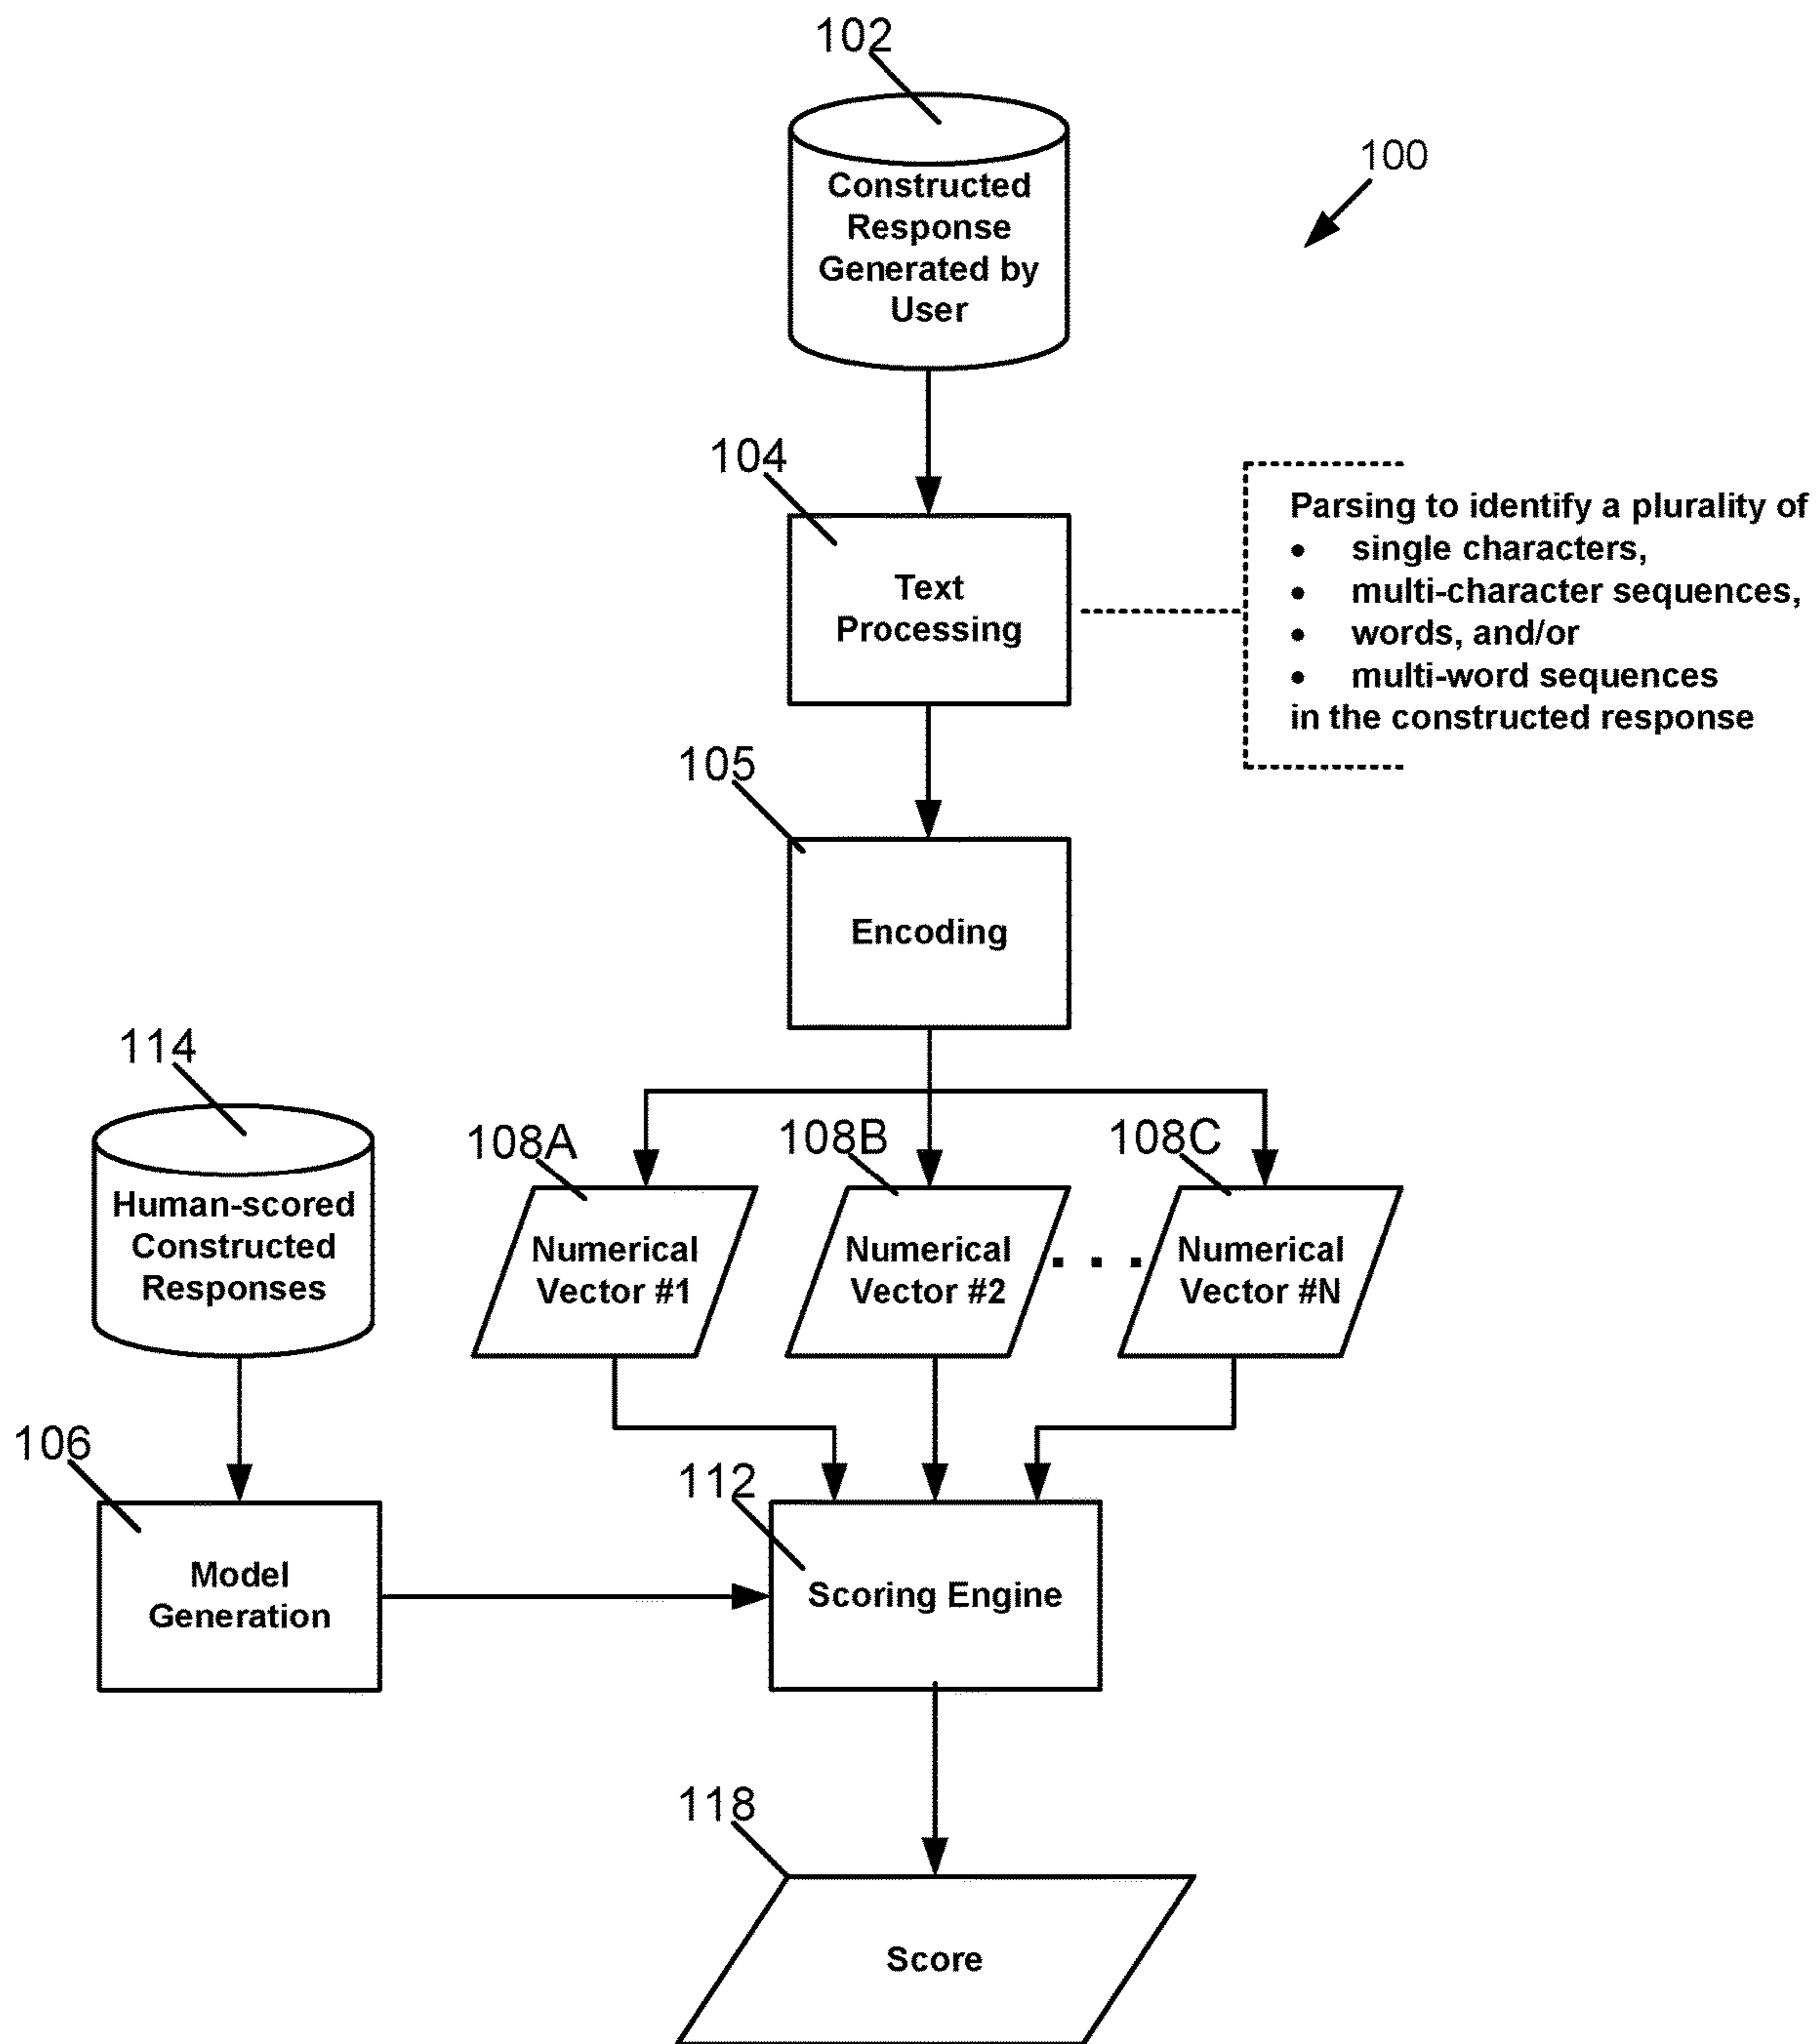 102
100
Constructed
Response
Generated by
User
104
Text
Processing
Parsing to identify a plurality of
• single characters,
• multi-character sequences,
• words, and/or
• multi-word sequences
in the constructed response
105
Encoding
114
Human-scored
Constructed
Responses
108A
108B
108C
Numerical
Vector #1
Numerical
Vector #2
. . .
Numerical
Vector #N
106
Model
Generation
112
Scoring Engine
118
Score